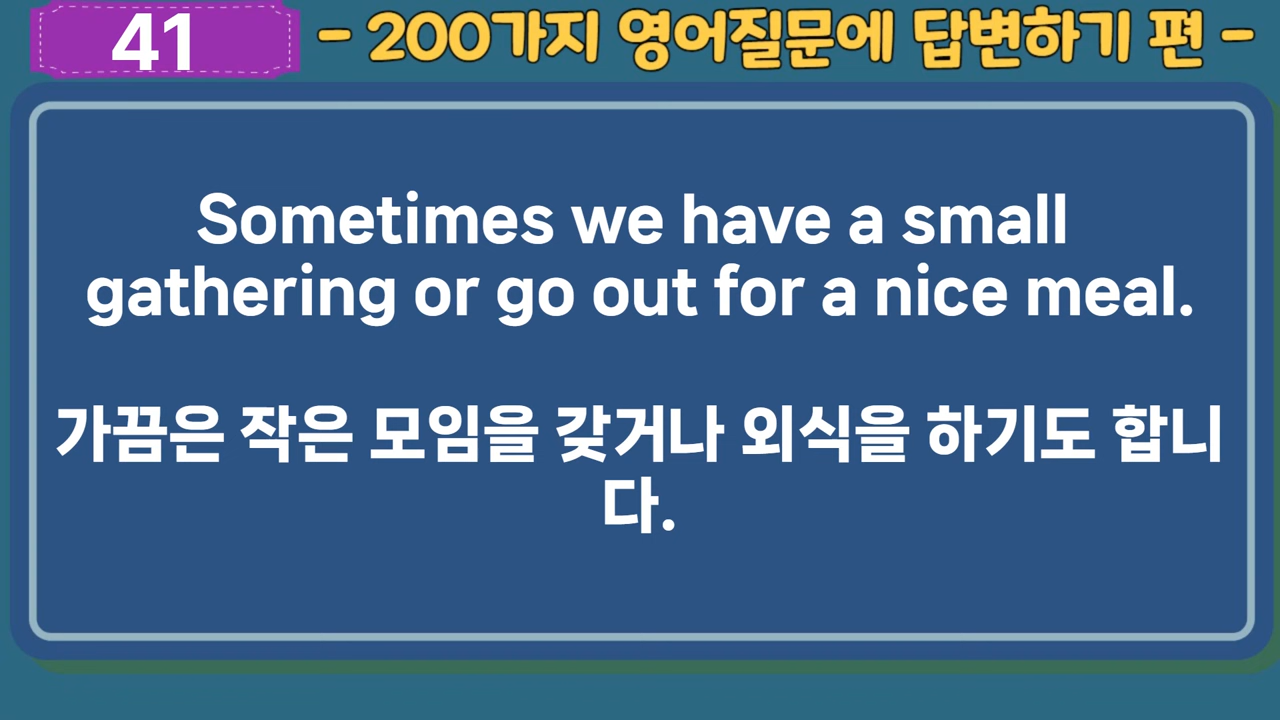 41
- 200가지 영어질문에 답변하기 편 -
Sometimes we have a small
gathering or go out for a nice meal.
가끔은 작은 모임을 갖거나 외식을 하기도 합니
다.